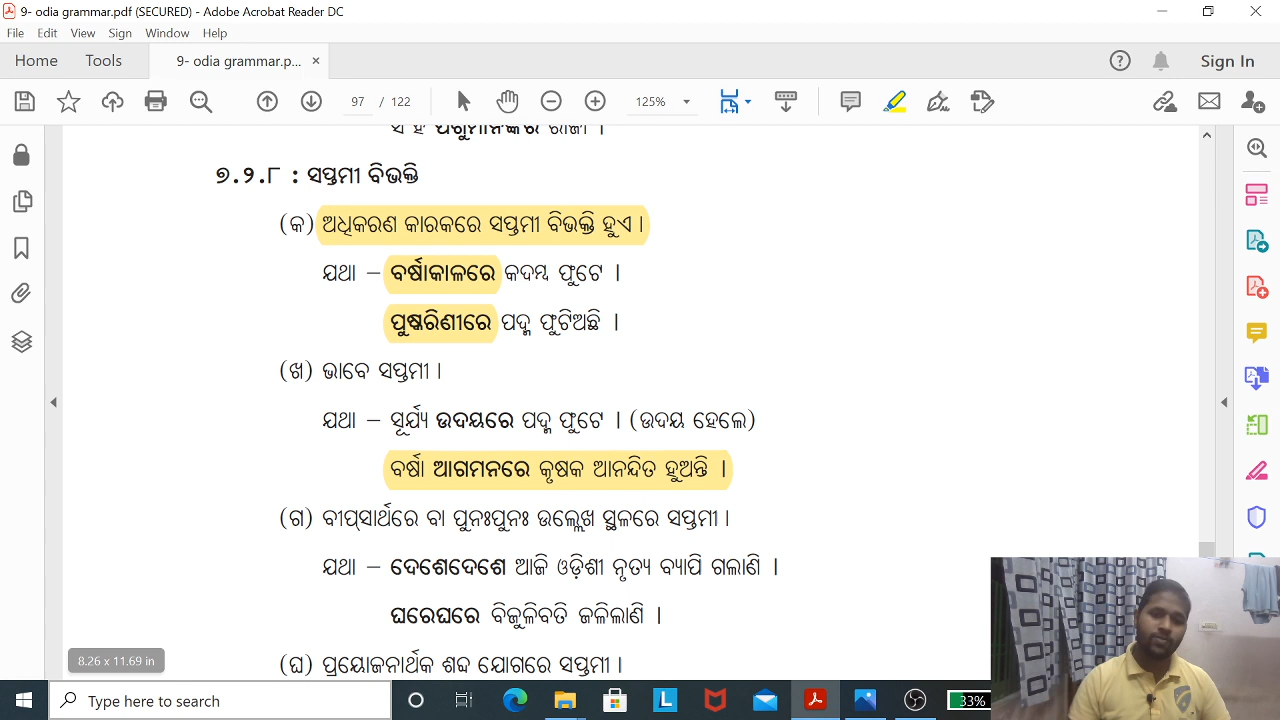 9- odia grammar.pdf (SECURED) - Adobe Acrobat Reader DC
File Edit View Sign Window Help
Home Tools 9- odia grammar.p... × Sign In
97 / 122 125%
ସିଂହ ପଶୁମାନଙ୍କର ରାଜା ।
୭.୨.୮ : ସପ୍ତମୀ ବିଭକ୍ତି
(କ) ଅଧିକରଣ କାରକରେ ସପ୍ତମୀ ବିଭକ୍ତି ହୁଏ ।
ଯଥା – ବର୍ଷାକାଳରେ କଦମ୍ବ ଫୁଟେ ।
ପୁଷ୍କରିଣୀରେ ପଦ୍ମ ଫୁଟିଅଛି ।
(ଖ) ଭାବେ ସପ୍ତମୀ ।
ଯଥା – ସୂର୍ଯ୍ୟ ଉଦୟରେ ପଦ୍ମ ଫୁଟେ । (ଉଦୟ ହେଲେ)
ବର୍ଷା ଆଗମନରେ କୃଷକ ଆନନ୍ଦିତ ହୁଅନ୍ତି ।
(ଗ) ବୀପ୍‌ସାର୍ଥରେ ବା ପୁନଃପୁନଃ ଉଲ୍ଲେଖ ସ୍ଥଳରେ ସପ୍ତମୀ ।
ଯଥା – ଦେଶେଦେଶେ ଆଜି ଓଡ଼ିଶୀ ନୃତ୍ୟ ବ୍ୟାପି ଗଲାଣି ।
ଘରେଘରେ ବିଜୁଳିବତି ଜଳିଲାଣି ।
(ଘ) ପ୍ରୟୋଜନାର୍ଥକ ଶବ୍ଦ ଯୋଗରେ ସପ୍ତମୀ ।
8.26 x 11.69 in
Type here to search 33%